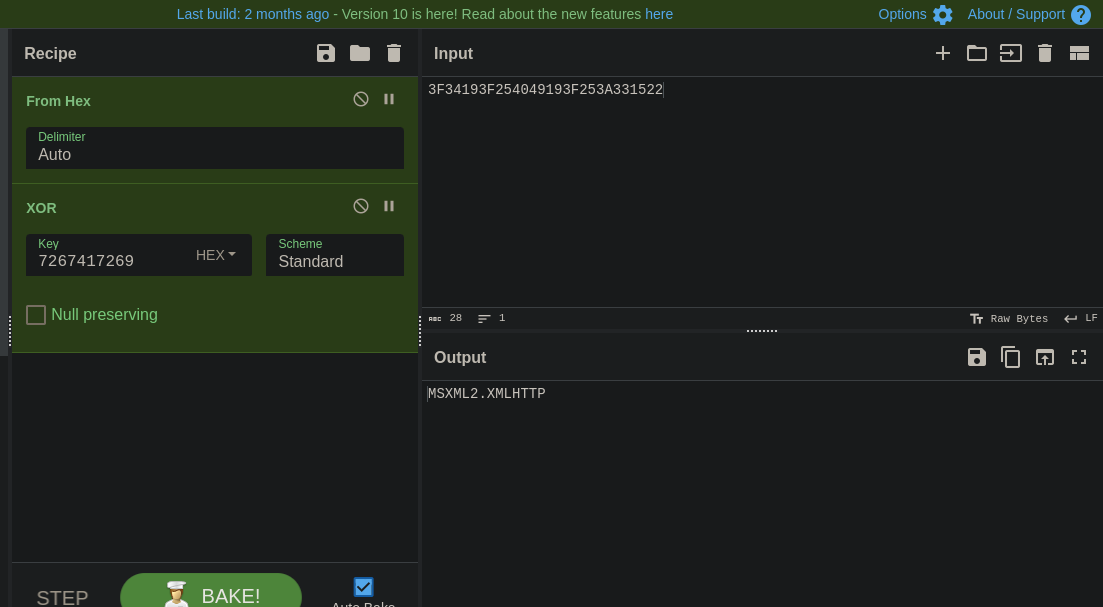 Last build: 2 months ago - Version 10 is here! Read about the new features here
Options
About / Support
Recipe
From Hex
Delimiter
Auto
XOR
Key
7267417269
HEX
Scheme
Standard
Null preserving
STEP
BAKE!
Auto Bake
Input
3F34193F254049193F253A331522
28
1
Raw Bytes
LF
Output
MSXML2.XMLHTTP